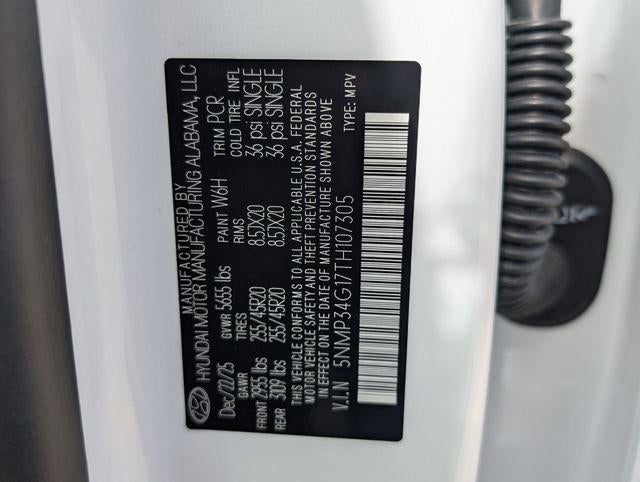 MANUFACTURED BY
HYUNDAI MOTOR MANUFACTURING ALABAMA, LLC
Dec/22/25 GVWR 5655 lbs PAINT W6H TRIM PCR
GAWR TIRES RIMS COLD TIRE INFL
FRONT 2955 lbs 255/45R20 8.5JX20 36 psi SINGLE
REAR 3109 lbs 255/45R20 8.5JX20 36 psi SINGLE
THIS VEHICLE CONFORMS TO ALL APPLICABLE U.S.A. FEDERAL
MOTOR VEHICLE SAFETY AND THEFT PREVENTION STANDARDS
IN EFFECT ON THE DATE OF MANUFACTURE SHOWN ABOVE
V.I.N 5NMP34G17TH107305 TYPE: MPV